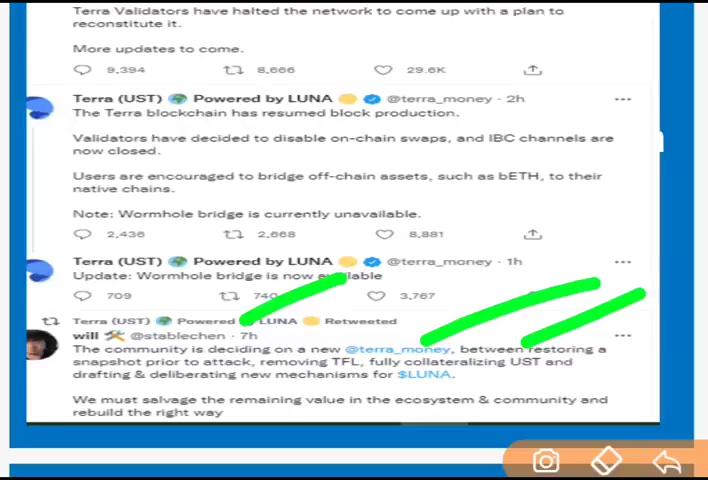 Terra Validators have halted the network to come up with a plan to
reconstitute it.
More updates to come.
9,394 8,666 29.6K
Terra (UST) 🌍 Powered by LUNA 🟡 @terra_money · 2h
The Terra blockchain has resumed block production.
Validators have decided to disable on-chain swaps, and IBC channels are
now closed.
Users are encouraged to bridge off-chain assets, such as bETH, to their
native chains.
Note: Wormhole bridge is currently unavailable.
2,436 2,668 8,881
Terra (UST) 🌍 Powered by LUNA 🟡 @terra_money · 1h
Update: Wormhole bridge is now available
709 740 3,767
Terra (UST) 🌍 Powered LUNA 🟡 Retweeted
will 🛠 @stablechen · 7h
The community is deciding on a new @terra_money, between restoring a
snapshot prior to attack, removing TFL, fully collateralizing UST and
drafting & deliberating new mechanisms for $LUNA.
We must salvage the remaining value in the ecosystem & community and
rebuild the right way